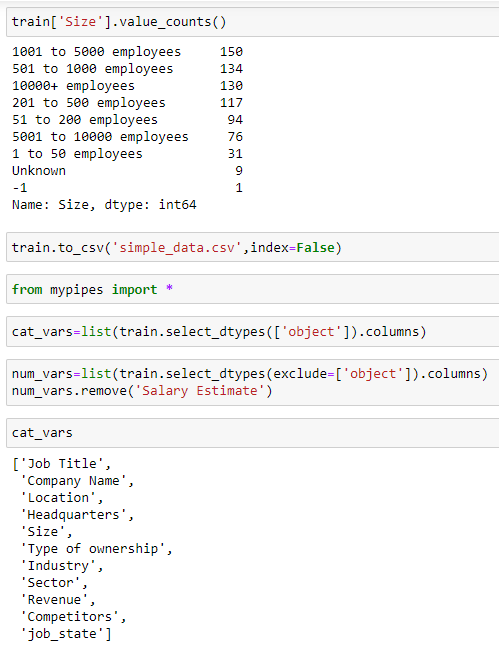 train['Size'].value_counts()
1001 to 5000 employees     150
501 to 1000 employees      134
10000+ employees           130
201 to 500 employees       117
51 to 200 employees         94
5001 to 10000 employees     76
1 to 50 employees           31
Unknown                      9
-1                           1
Name: Size, dtype: int64
train.to_csv('simple_data.csv',index=False)
from mypipes import *
cat_vars=list(train.select_dtypes(['object']).columns)
num_vars=list(train.select_dtypes(exclude=['object']).columns)
num_vars.remove('Salary Estimate')
cat_vars
['Job Title',
 'Company Name',
 'Location',
 'Headquarters',
 'Size',
 'Type of ownership',
 'Industry',
 'Sector',
 'Revenue',
 'Competitors',
 'job_state']